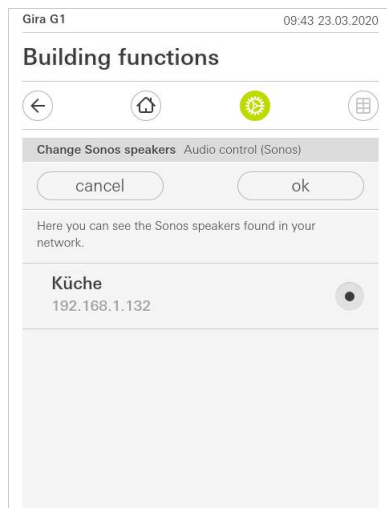 Gira G1 09:43 23.03.2020
Building functions
Change Sonos speakers Audio control (Sonos)
cancel ok
Here you can see the Sonos speakers found in your
network.
Küche
192.168.1.132